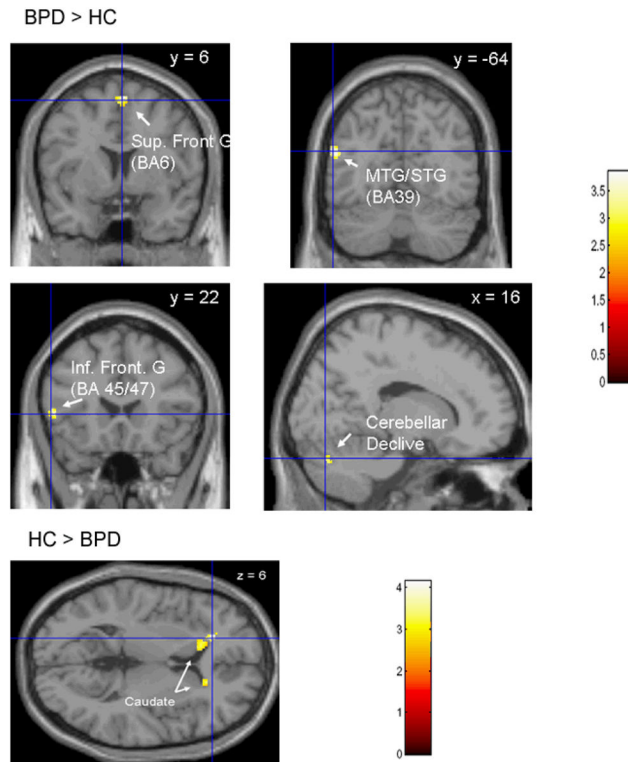 BPD > HC
y = 6
Sup. Front G
(BA6)
y = -64
MTG/STG
(BA39)
3.5
3
2.5
2
1.5
1
0.5
0
y = 22
Inf. Front. G
(BA 45/47)
x = 16
Cerebellar
Declive
HC > BPD
z = 6
Caudate
4
3
2
1
0